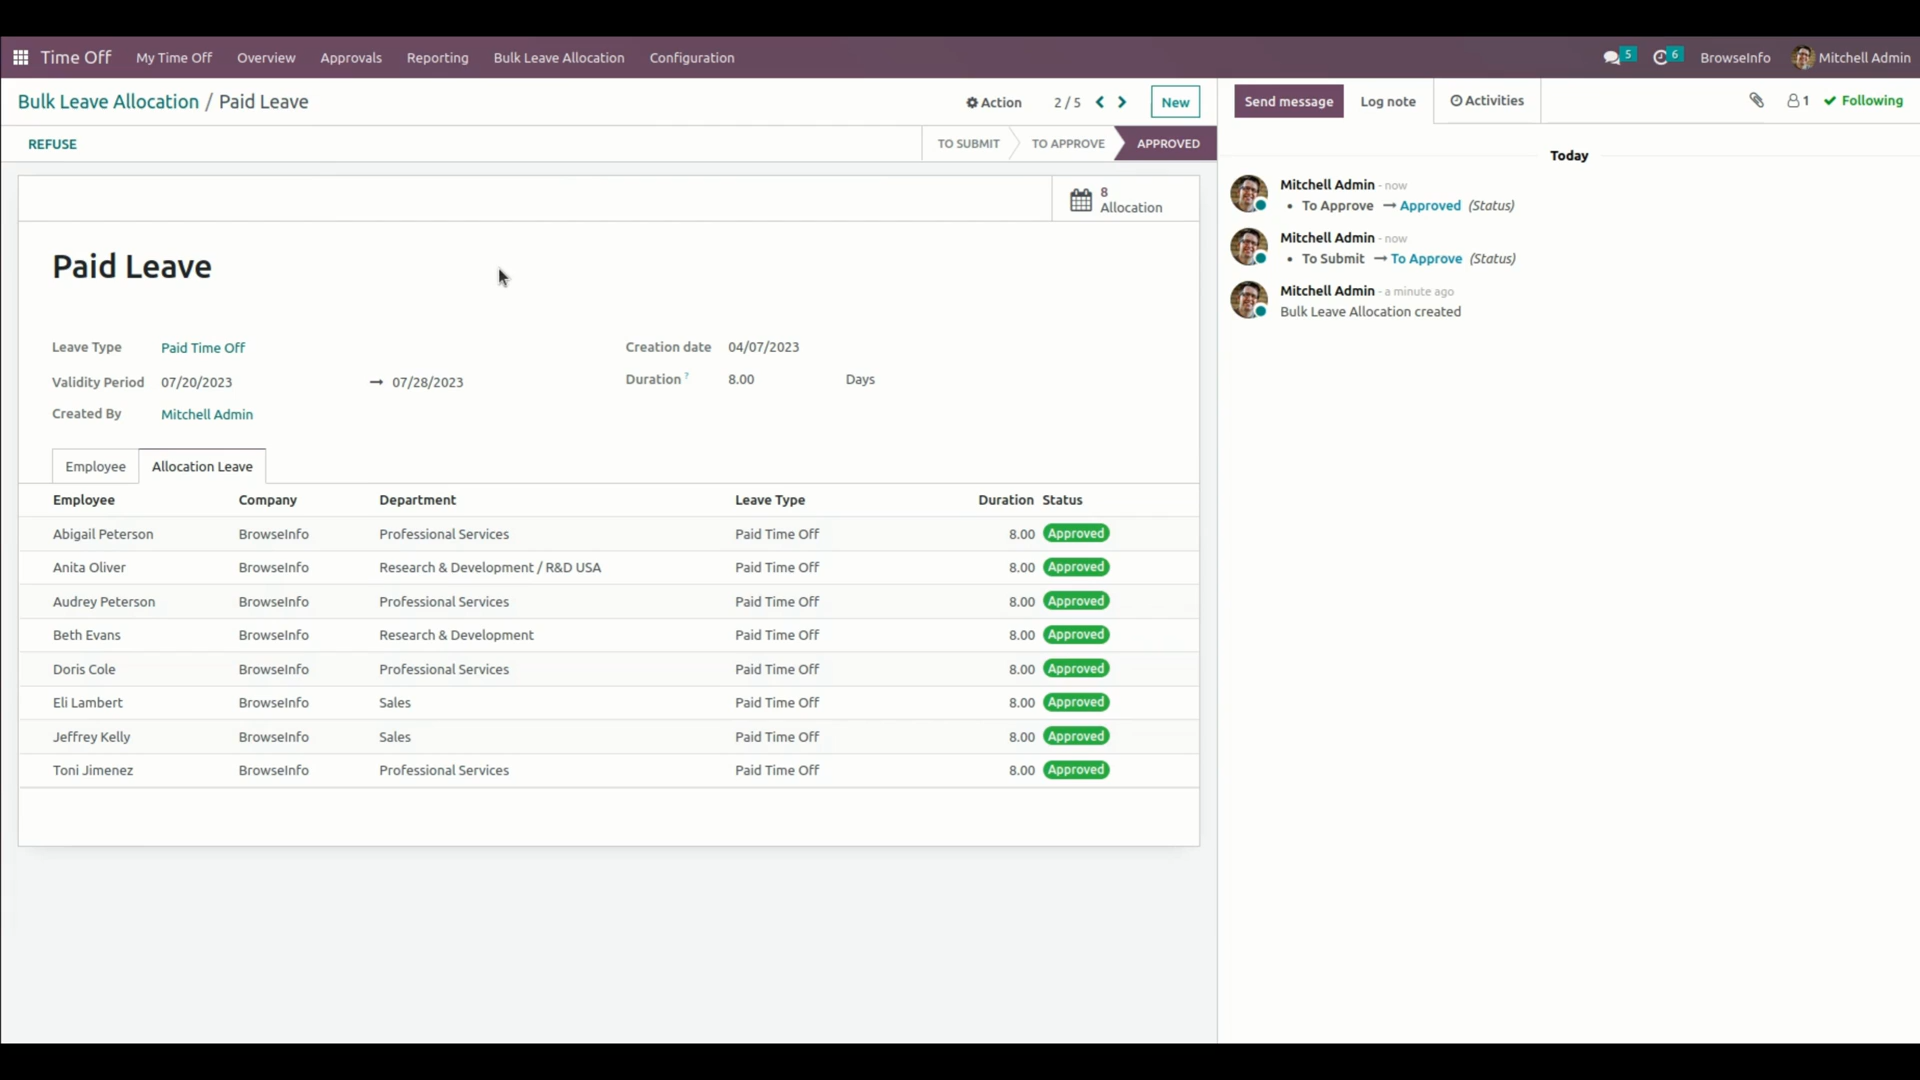 Time Off My Time Off Overview Approvals Reporting Bulk Leave Allocation Configuration 5 6 BrowseInfo Mitchell Admin
Bulk Leave Allocation / Paid Leave Action 2 / 5 New
REFUSE TO SUBMIT TO APPROVE APPROVED
8
Allocation
Paid Leave
Leave Type Paid Time Off Creation date 04/07/2023
Validity Period 07/20/2023 → 07/28/2023 Duration ? 8.00 Days
Created By Mitchell Admin
Employee Allocation Leave
Employee Company Department Leave Type Duration Status
Abigail Peterson BrowseInfo Professional Services Paid Time Off 8.00 Approved
Anita Oliver BrowseInfo Research & Development / R&D USA Paid Time Off 8.00 Approved
Audrey Peterson BrowseInfo Professional Services Paid Time Off 8.00 Approved
Beth Evans BrowseInfo Research & Development Paid Time Off 8.00 Approved
Doris Cole BrowseInfo Professional Services Paid Time Off 8.00 Approved
Eli Lambert BrowseInfo Sales Paid Time Off 8.00 Approved
Jeffrey Kelly BrowseInfo Sales Paid Time Off 8.00 Approved
Toni Jimenez BrowseInfo Professional Services Paid Time Off 8.00 Approved
Send message Log note Activities 1 Following
Today
Mitchell Admin - now
• To Approve → Approved (Status)
Mitchell Admin - now
• To Submit → To Approve (Status)
Mitchell Admin - a minute ago
Bulk Leave Allocation created